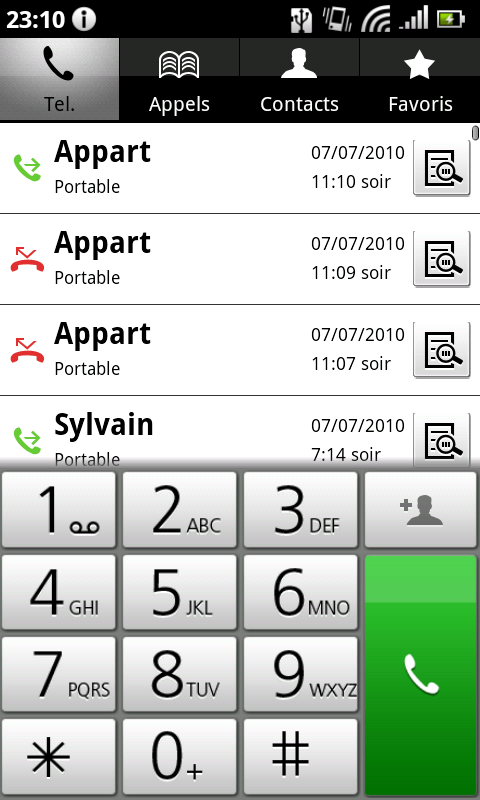 23:10
Tel. Appels Contacts Favoris
Appart 07/07/2010
Portable 11:10 soir
Appart 07/07/2010
Portable 11:09 soir
Appart 07/07/2010
Portable 11:07 soir
Sylvain 07/07/2010
Portable 7:14 soir
1 2 ABC 3 DEF
4 GHI 5 JKL 6 MNO
7 PQRS 8 TUV 9 WXYZ
* 0 + #